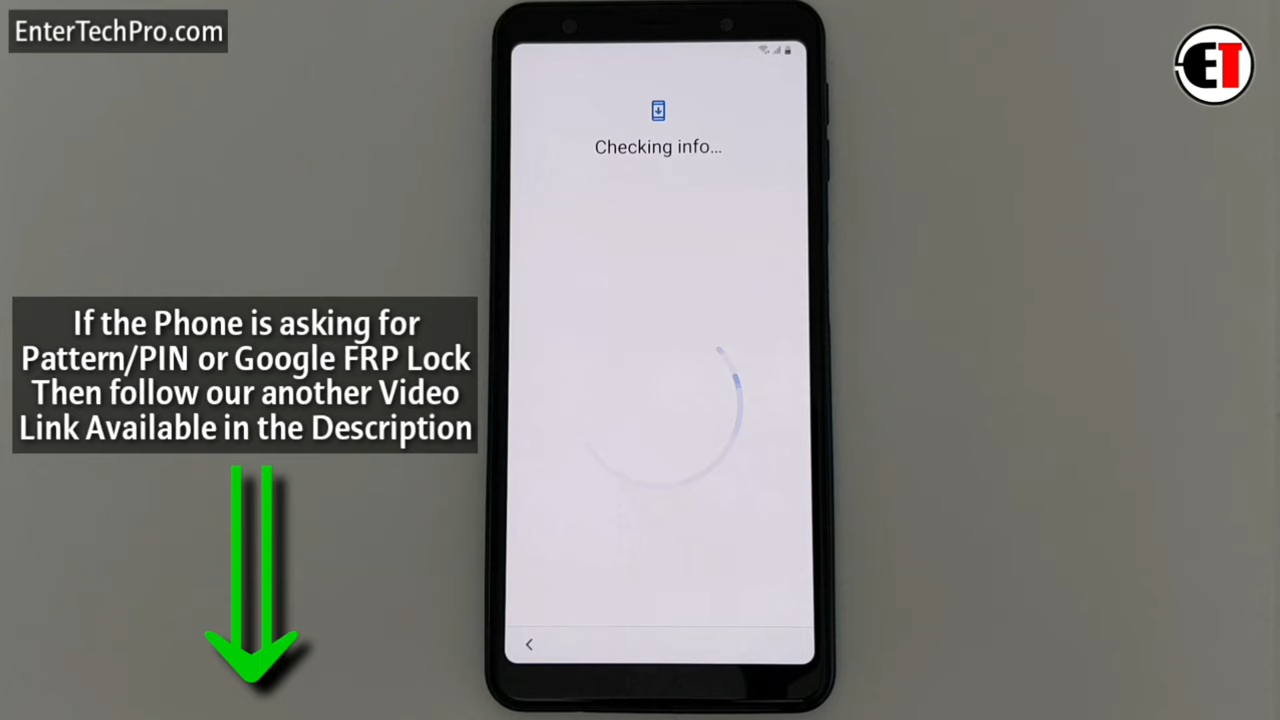 EnterTechPro.com
ET
Checking info...
If the Phone is asking for
Pattern/PIN or Google FRP Lock
Then follow our another Video
Link Available in the Description